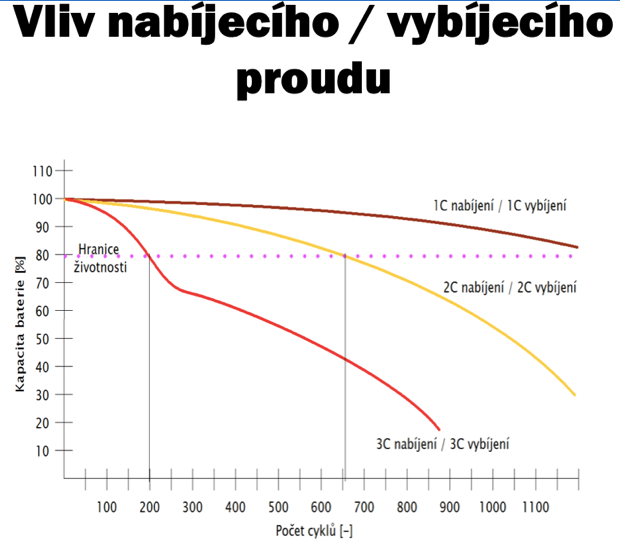 Vliv nabíjecího / vybíjecího
proudu
110
100
90
80
70
60
50
40
30
20
10
Kapacita baterie [%]
Hranice
životnosti
1C nabíjení / 1C vybíjení
2C nabíjení / 2C vybíjení
3C nabíjení / 3C vybíjení
100 200 300 400 500 600 700 800 900 1000 1100
Počet cyklů [–]